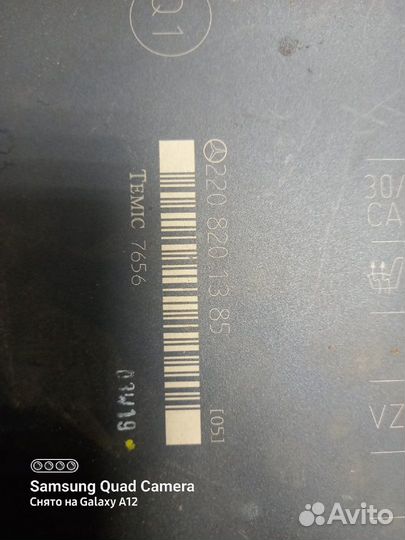 Q1
220 820 13 85 [05]
TEMIC 7656
03W19
30/
CA
VZ
Samsung Quad Camera
Снято на Galaxy A12
Avito